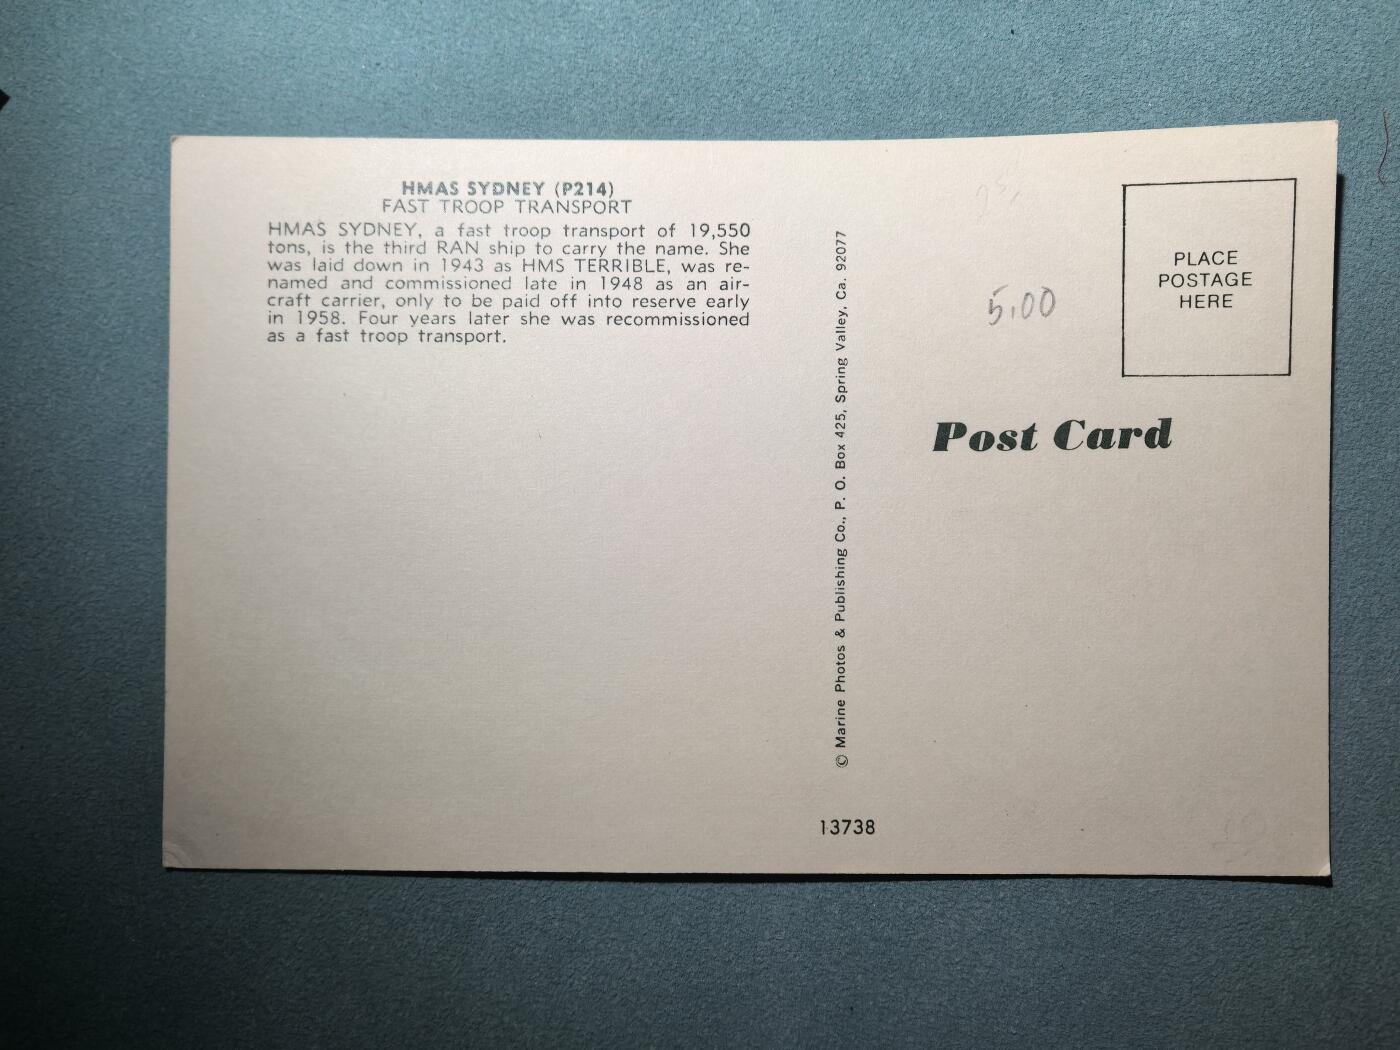 HMAS SYDNEY (P214)
FAST TROOP TRANSPORT
HMAS SYDNEY, a fast troop transport of 19,550
tons, is the third RAN ship to carry the name. She
was laid down in 1943 as HMS TERRIBLE, was re-
named and commissioned late in 1948 as an air-
craft carrier, only to be paid off into reserve early
in 1958. Four years later she was recommissioned
as a fast troop transport.
© Marine Photos & Publishing Co., P. O. Box 425, Spring Valley, Ca. 92077
13738
PLACE
POSTAGE
HERE
5.00
Post Card